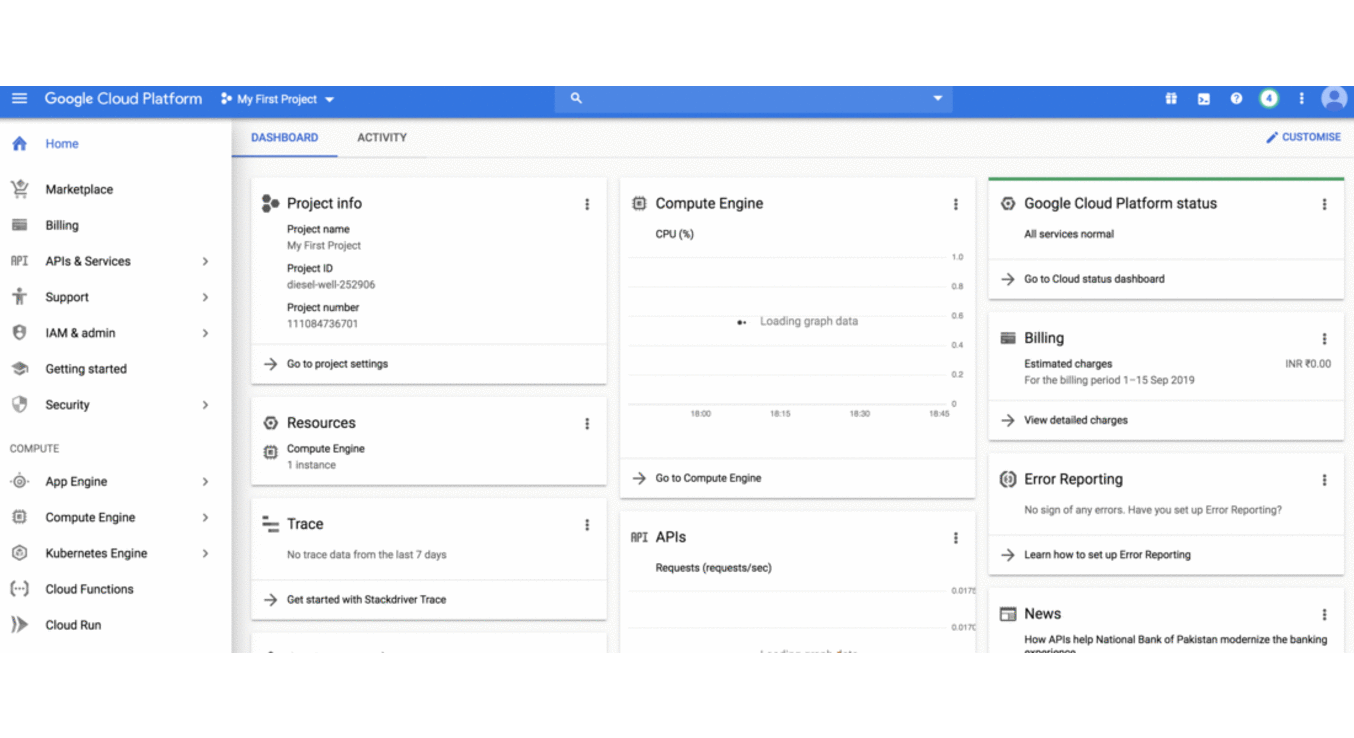 Google Cloud Platform My First Project 4
DASHBOARD ACTIVITY CUSTOMISE
Home
Marketplace
Billing
API APIs & Services
Support
IAM & admin
Getting started
Security
COMPUTE
App Engine
Compute Engine
Kubernetes Engine
Cloud Functions
Cloud Run
Project info
Project name
My First Project
Project ID
diesel-well-252906
Project number
111084736701
Go to project settings
Resources
Compute Engine
1 instance
Trace
No trace data from the last 7 days
Get started with Stackdriver Trace
Compute Engine
CPU (%)
1.0
0.8
Loading graph data 0.6
0.4
0.2
0
18:00 18:15 18:30 18:45
Go to Compute Engine
API APIs
Requests (requests/sec)
0.0175
0.0170
Google Cloud Platform status
All services normal
Go to Cloud status dashboard
Billing
Estimated charges INR ₹0.00
For the billing period 1–15 Sep 2019
View detailed charges
Error Reporting
No sign of any errors. Have you set up Error Reporting?
Learn how to set up Error Reporting
News
How APIs help National Bank of Pakistan modernize the banking
experience